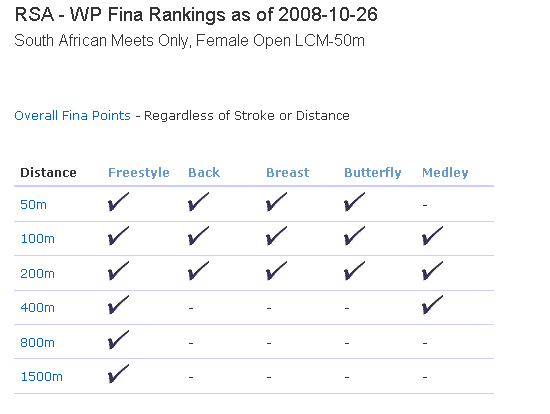 RSA - WP Fina Rankings as of 2008-10-26
South African Meets Only, Female Open LCM-50m
Overall Fina Points - Regardless of Stroke or Distance
Distance Freestyle Back Breast Butterfly Medley
50m ✓ ✓ ✓ ✓ -
100m ✓ ✓ ✓ ✓ ✓
200m ✓ ✓ ✓ ✓ ✓
400m ✓ - - - ✓
800m ✓ - - - -
1500m ✓ - - - -